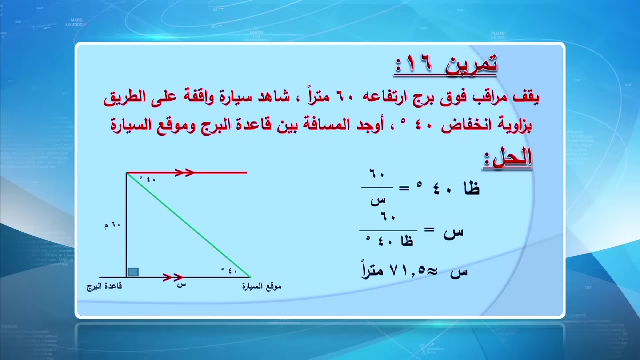 تمرين ١٦ :
يقف مراقب فوق برج ارتفاعه ٦٠ متراً ، شاهد سيارة واقفة على الطريق
بزاوية انخفاض ٤٠ ° ، أوجد المسافة بين قاعدة البرج وموقع السيارة
الحل :
ظا ٤٠ ° = ٦٠ / س
س = ٦٠ / ظا ٤٠ °
س ≈ ٧١,٥ متراً
٤٠ °
٦٠ م
٤٠ °
س
موقع السيارة
قاعدة البرج